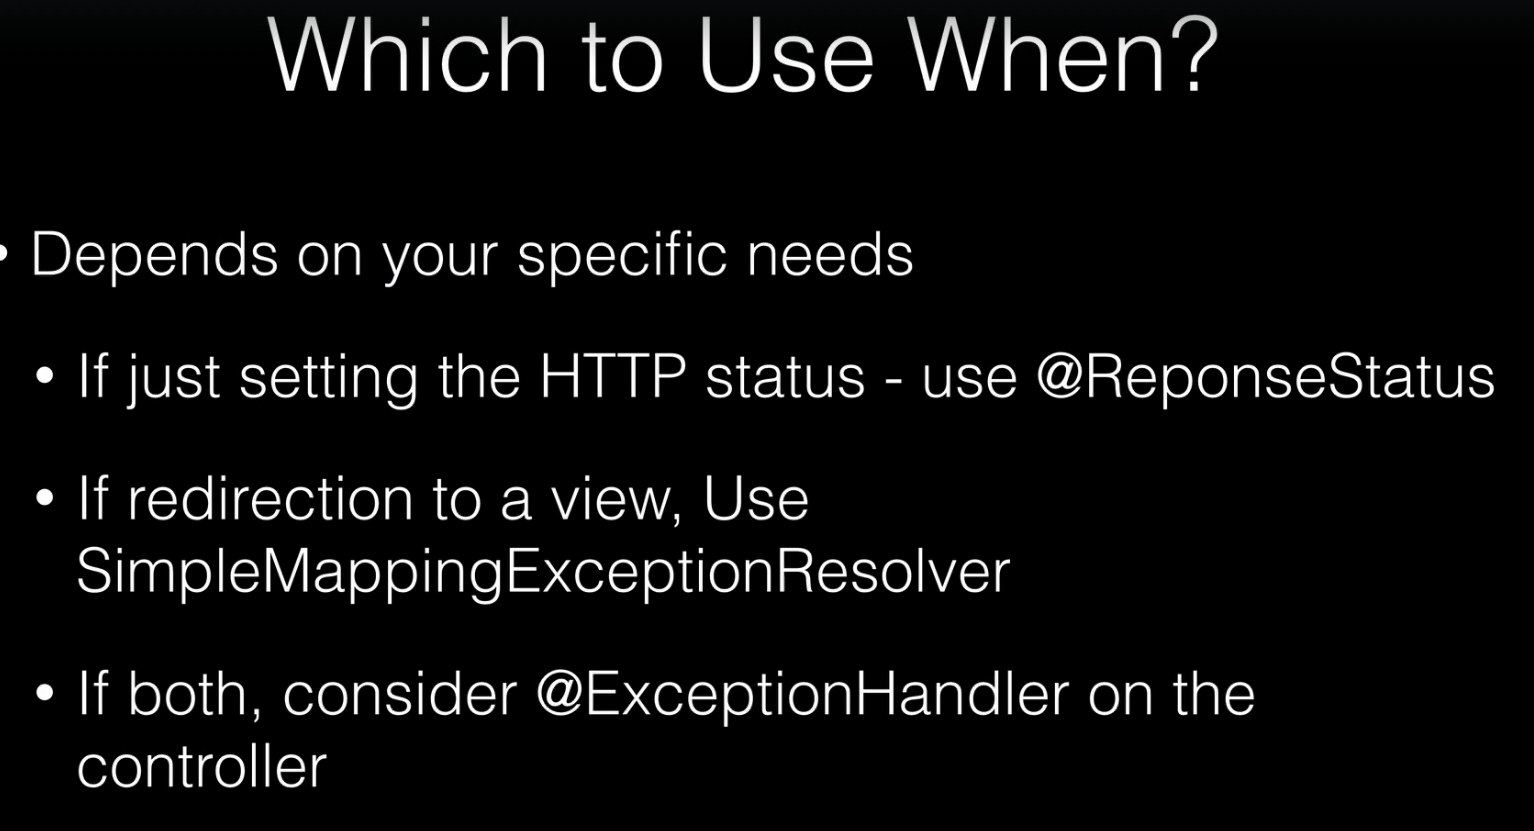 Which to Use When?
• Depends on your specific needs
• If just setting the HTTP status - use @ReponseStatus
• If redirection to a view, Use
SimpleMappingExceptionResolver
• If both, consider @ExceptionHandler on the
controller